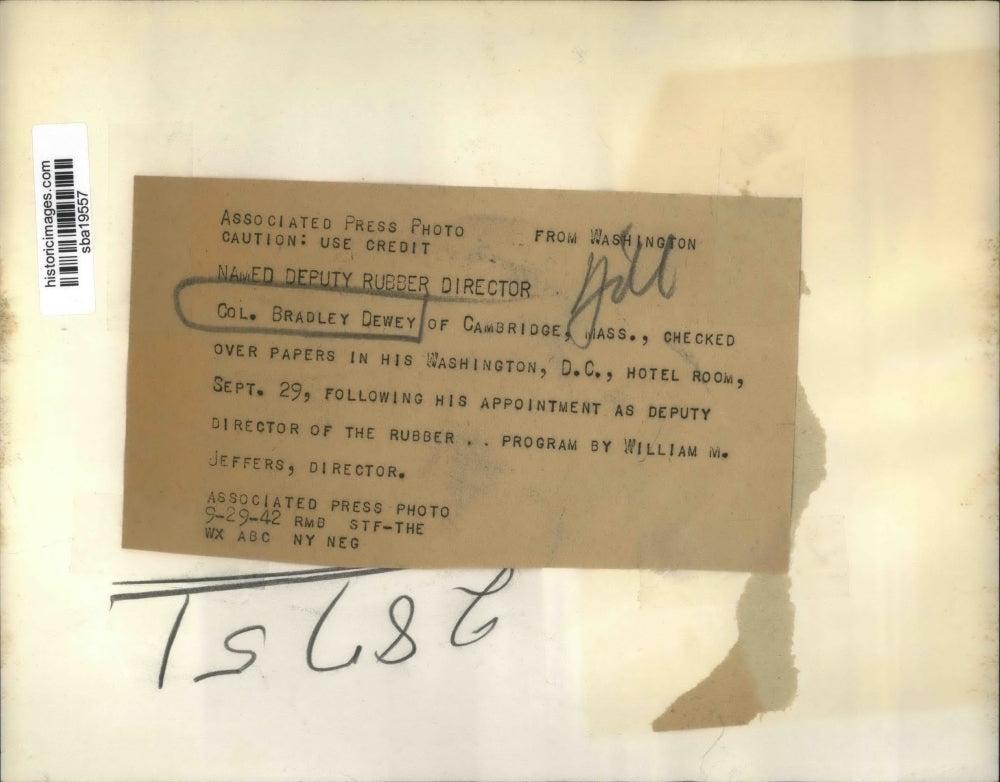 historicimages.com
sba19557
ASSOCIATED PRESS PHOTO FROM WASHINGTON
CAUTION: USE CREDIT
NAMED DEPUTY RUBBER DIRECTOR
COL. BRADLEY DEWEY OF CAMBRIDGE, MASS., CHECKED
OVER PAPERS IN HIS WASHINGTON, D.C., HOTEL ROOM,
SEPT. 29, FOLLOWING HIS APPOINTMENT AS DEPUTY
DIRECTOR OF THE RUBBER . . PROGRAM BY WILLIAM M.
JEFFERS, DIRECTOR.
ASSOCIATED PRESS PHOTO
9-29-42 RMB STF-THE
WX ABC NY NEG
28751